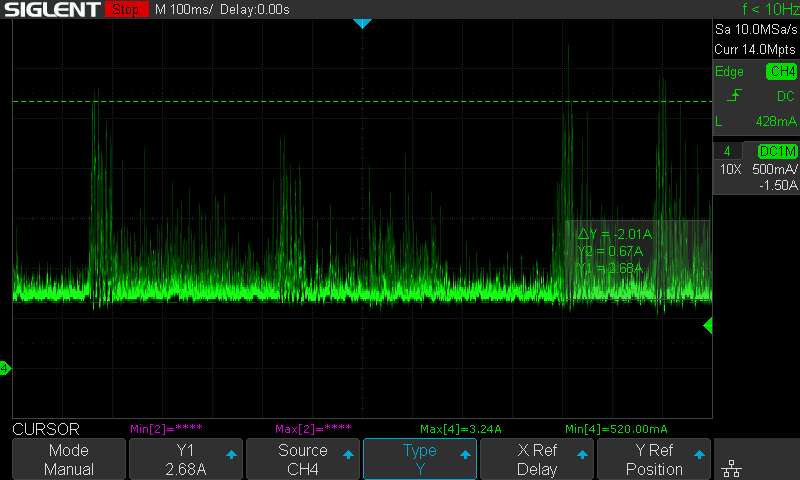 SIGLENT Stop M 100ms/ Delay:0.00s f < 10Hz
Sa 10.0MSa/s
Curr 14.0Mpts
Edge CH4
DC
L 428mA
4 DC1M
10X 500mA/
-1.50A
△Y = -2.01A
Y2 = 0.67A
Y1 = 2.68A
4
CURSOR Min[2]=**** Max[2]=**** Max[4]=3.24A Min[4]=520.00mA
Mode Y1 Source Type X Ref Y Ref
Manual 2.68A CH4 Y Delay Position